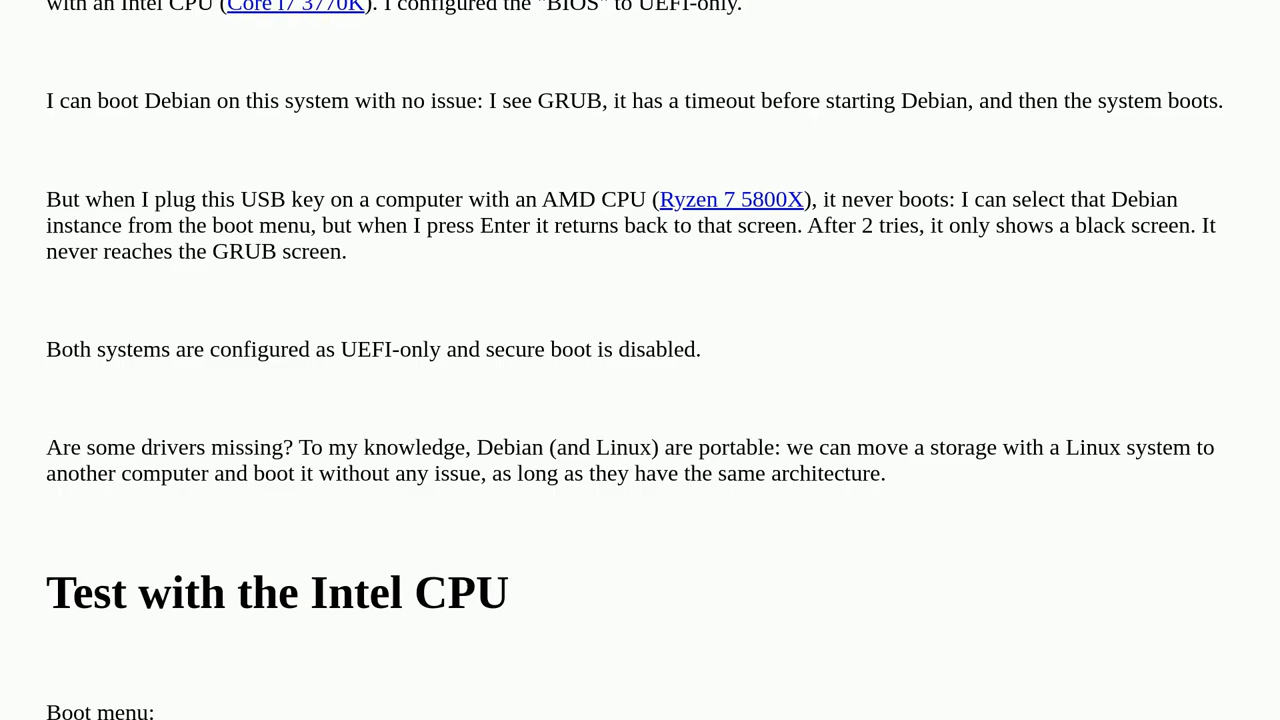 with an Intel CPU (Core i7 3770K). I configured the "BIOS" to UEFI-only.
I can boot Debian on this system with no issue: I see GRUB, it has a timeout before starting Debian, and then the system boots.
But when I plug this USB key on a computer with an AMD CPU (Ryzen 7 5800X), it never boots: I can select that Debian
instance from the boot menu, but when I press Enter it returns back to that screen. After 2 tries, it only shows a black screen. It
never reaches the GRUB screen.
Both systems are configured as UEFI-only and secure boot is disabled.
Are some drivers missing? To my knowledge, Debian (and Linux) are portable: we can move a storage with a Linux system to
another computer and boot it without any issue, as long as they have the same architecture.
Test with the Intel CPU
Boot menu: